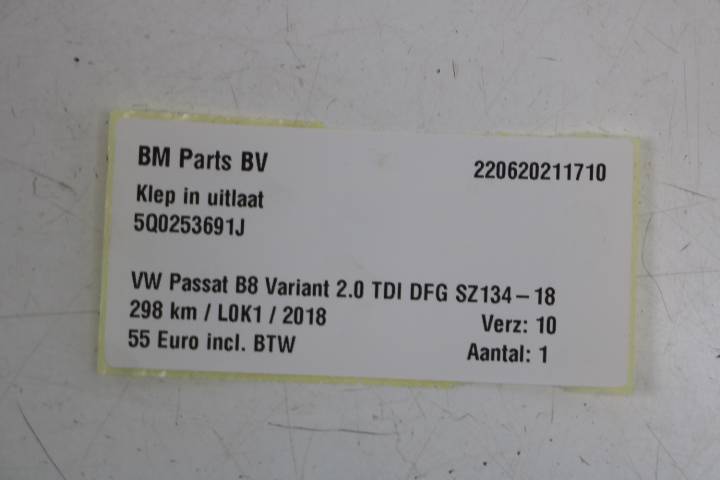 BM Parts BV 220620211710
Klep in uitlaat
5Q0253691J
VW Passat B8 Variant 2.0 TDI DFG SZ134-18
298 km / L0K1 / 2018 Verz: 10
55 Euro incl. BTW Aantal: 1